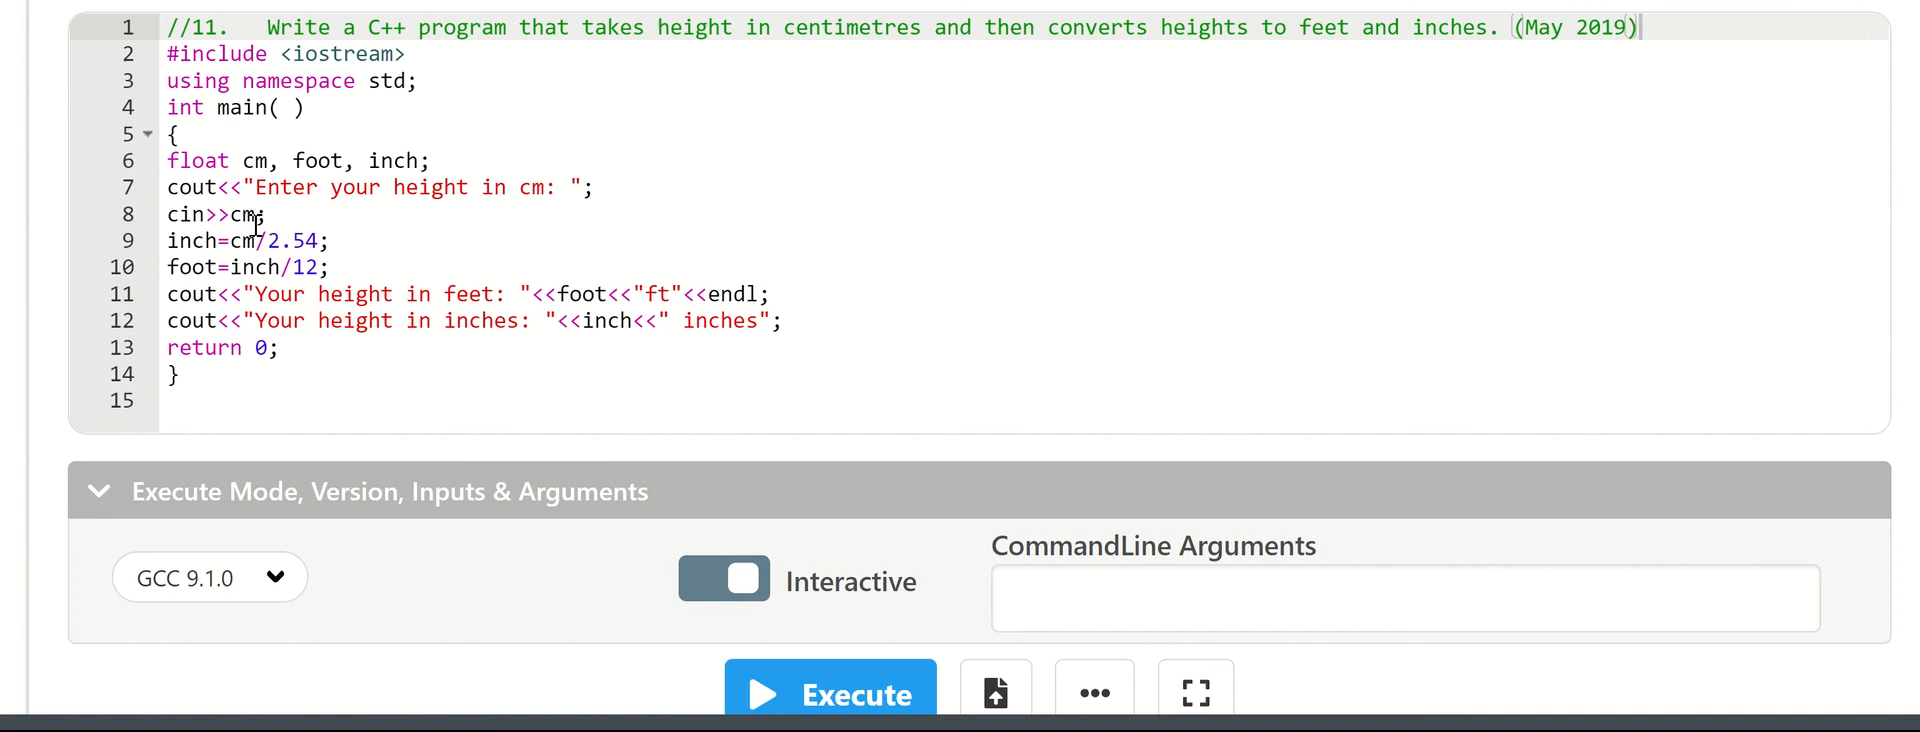 1 //11. Write a C++ program that takes height in centimetres and then converts heights to feet and inches. (May 2019)
2 #include <iostream>
3 using namespace std;
4 int main( )
5 {
6 float cm, foot, inch;
7 cout<<"Enter your height in cm: ";
8 cin>>cm;
9 inch=cm/2.54;
10 foot=inch/12;
11 cout<<"Your height in feet: "<<foot<<"ft"<<endl;
12 cout<<"Your height in inches: "<<inch<<" inches";
13 return 0;
14 }
15
Execute Mode, Version, Inputs & Arguments
CommandLine Arguments
GCC 9.1.0
Interactive
Execute